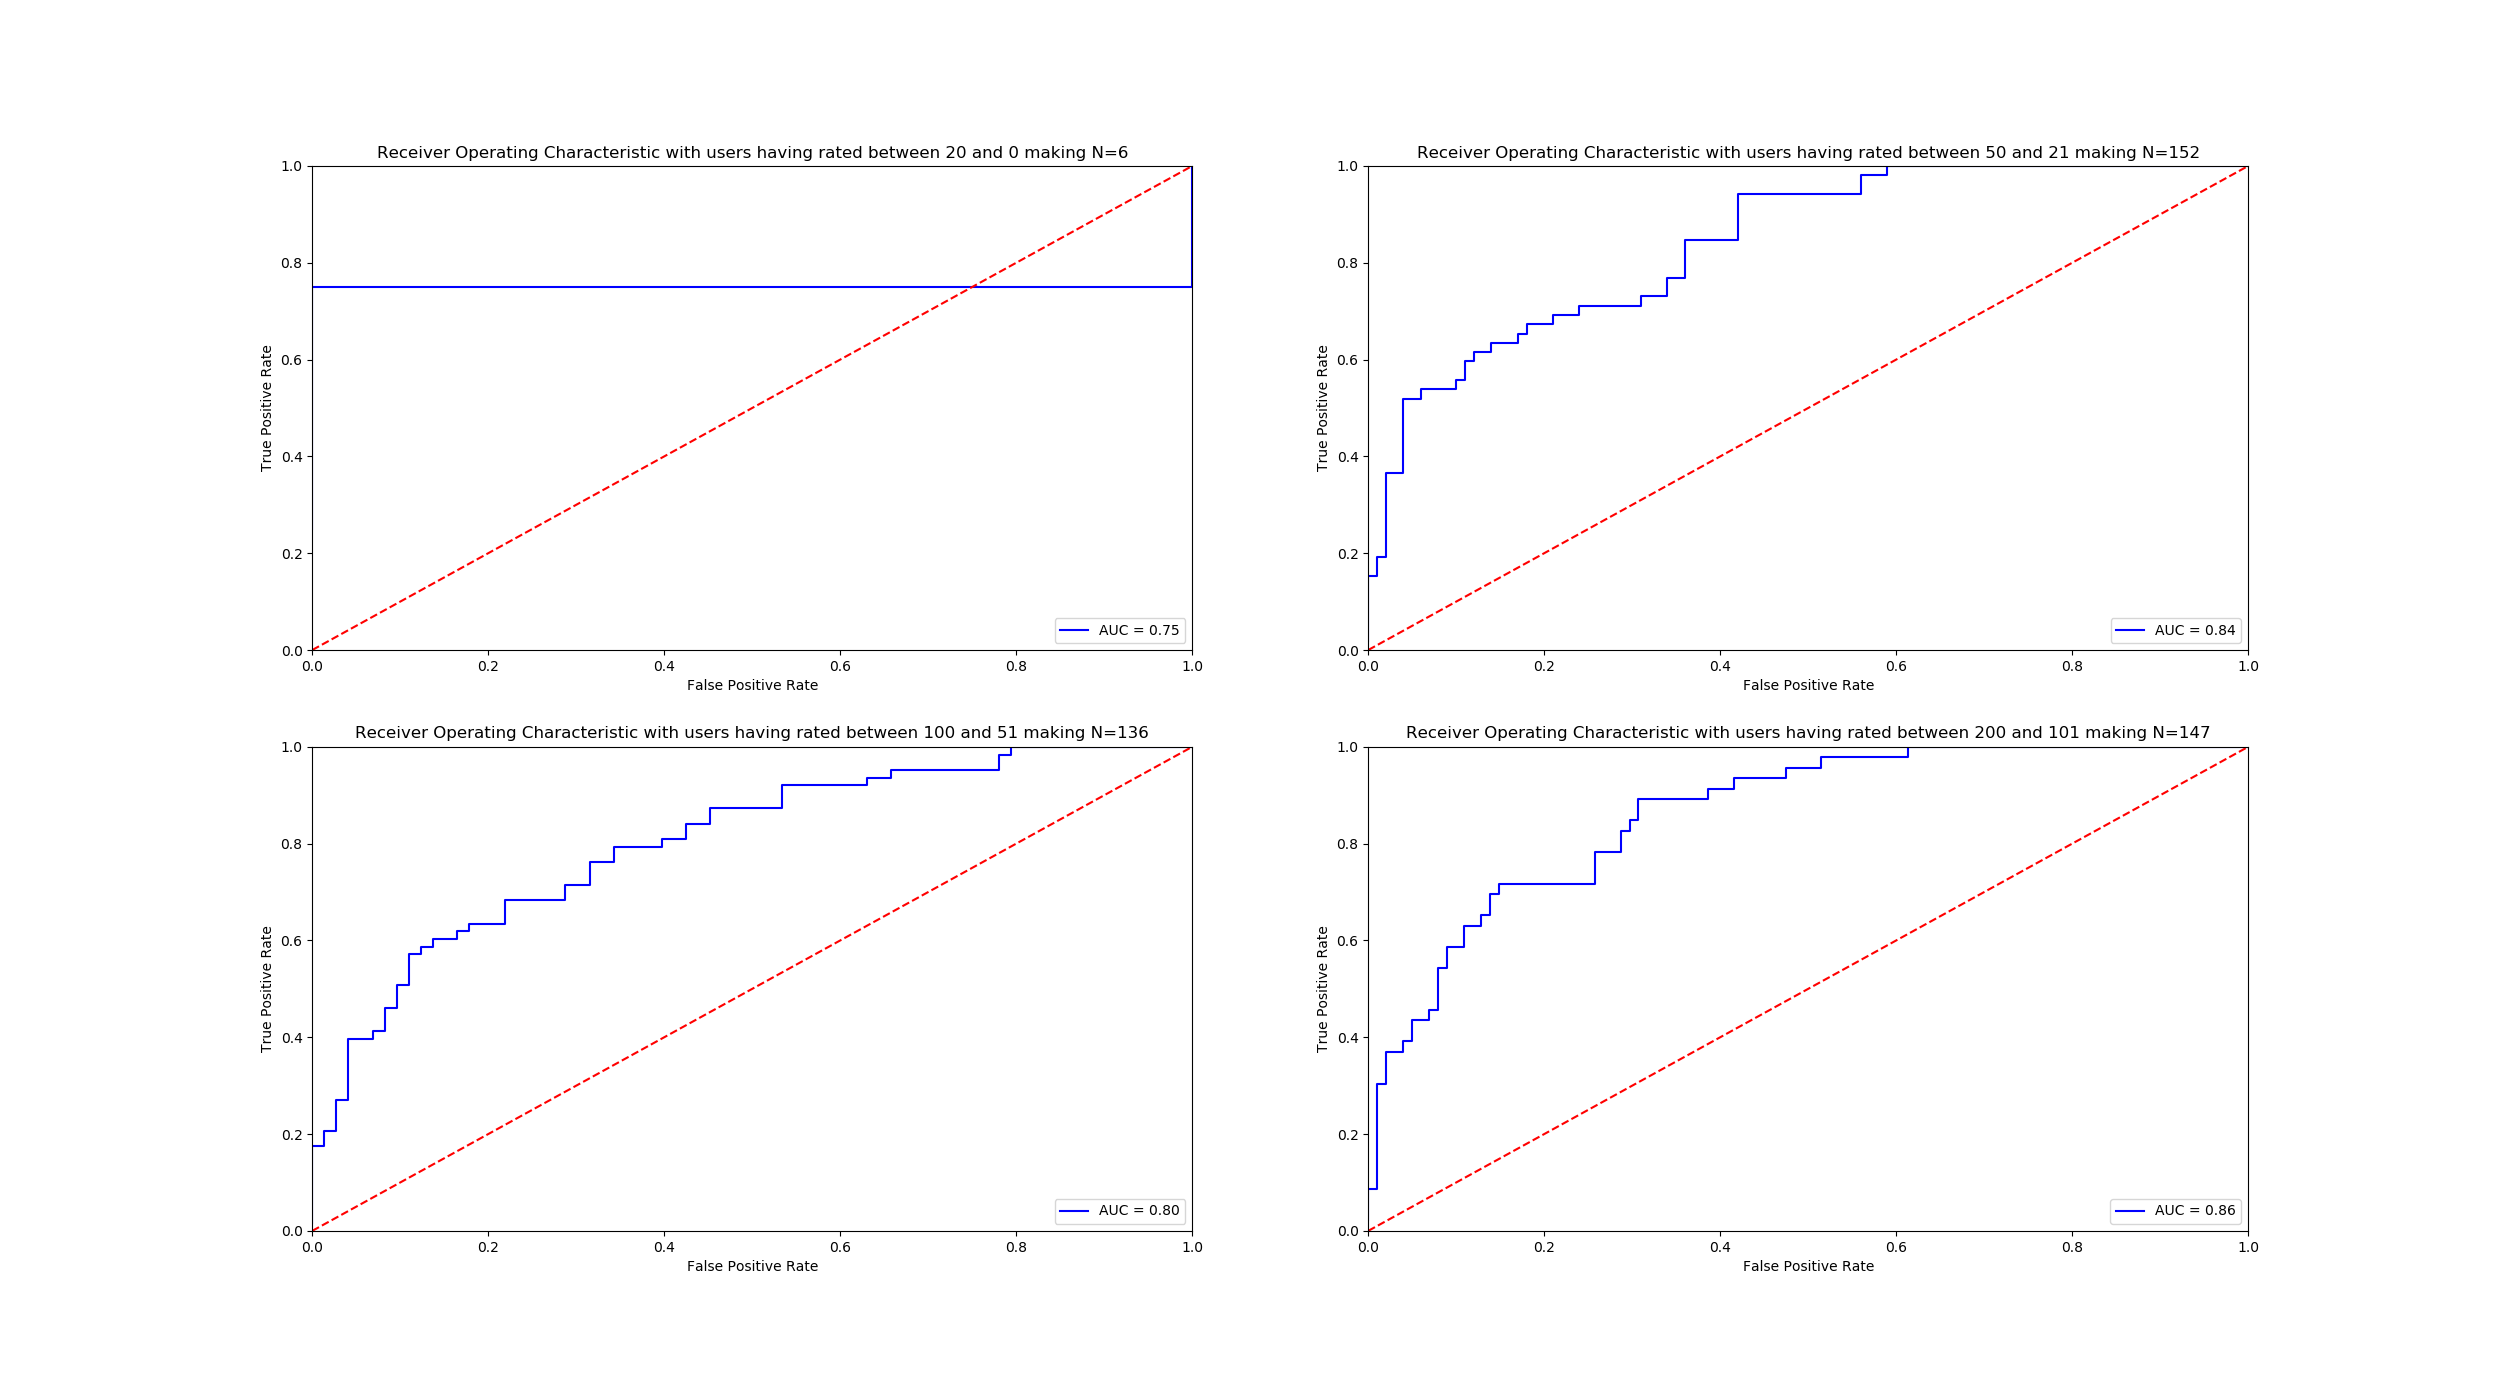 Receiver Operating Characteristic with users having rated between 20 and 0 making N=6
1.0
0.8
0.6
0.4
0.2
0.0
True Positive Rate
AUC = 0.75
0.0 0.2 0.4 0.6 0.8 1.0
False Positive Rate
Receiver Operating Characteristic with users having rated between 50 and 21 making N=152
1.0
0.8
0.6
0.4
0.2
0.0
True Positive Rate
AUC = 0.84
0.0 0.2 0.4 0.6 0.8 1.0
False Positive Rate
Receiver Operating Characteristic with users having rated between 100 and 51 making N=136
1.0
0.8
0.6
0.4
0.2
0.0
True Positive Rate
AUC = 0.80
0.0 0.2 0.4 0.6 0.8 1.0
False Positive Rate
Receiver Operating Characteristic with users having rated between 200 and 101 making N=147
1.0
0.8
0.6
0.4
0.2
0.0
True Positive Rate
AUC = 0.86
0.0 0.2 0.4 0.6 0.8 1.0
False Positive Rate